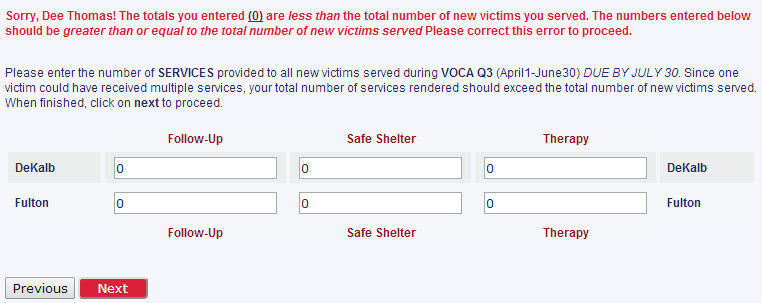 Sorry, Dee Thomas! The totals you entered (0) are less than the total number of new victims you served. The numbers entered below
should be greater than or equal to the total number of new victims served Please correct this error to proceed.
Please enter the number of SERVICES provided to all new victims served during VOCA Q3 (April1-June30) DUE BY JULY 30. Since one
victim could have received multiple services, your total number of services rendered should exceed the total number of new victims served.
When finished, click on next to proceed.
Follow-Up Safe Shelter Therapy
DeKalb 0 0 0 DeKalb
Fulton 0 0 0 Fulton
Follow-Up Safe Shelter Therapy
Previous Next